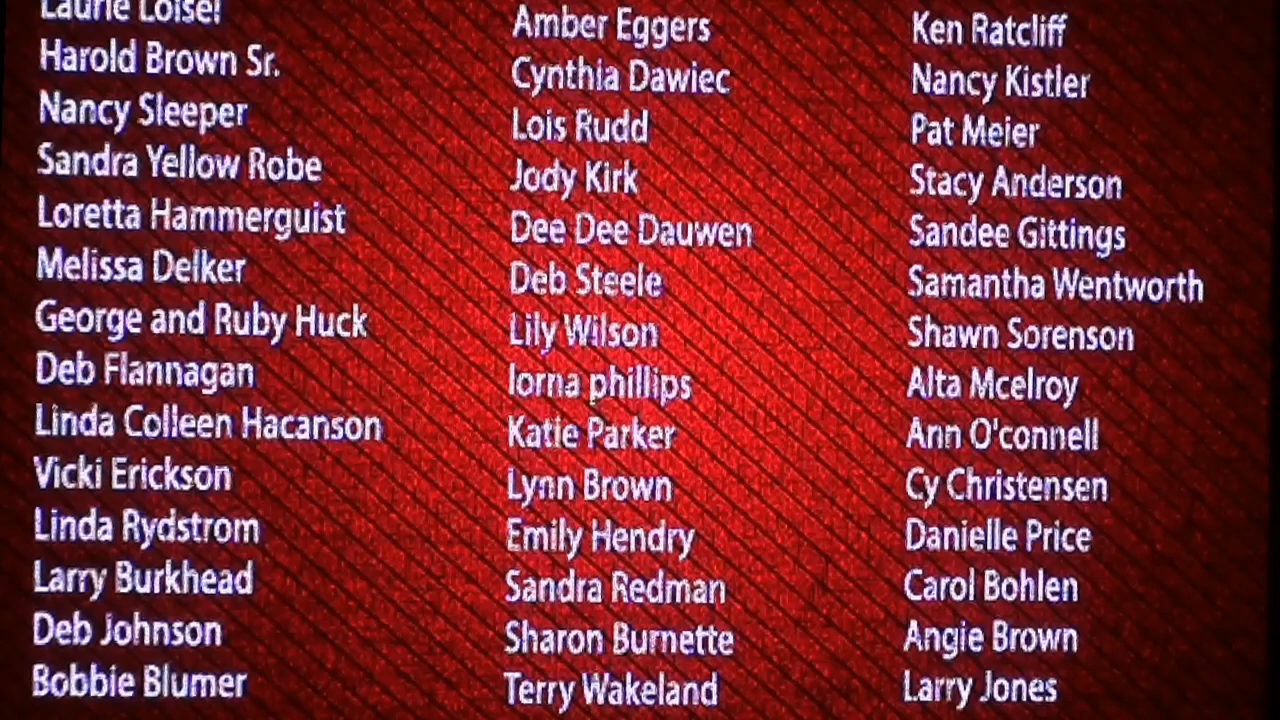 Laurie Loisel
Harold Brown Sr.
Nancy Sleeper
Sandra Yellow Robe
Loretta Hammerguist
Melissa Delker
George and Ruby Huck
Deb Flannagan
Linda Colleen Hacanson
Vicki Erickson
Linda Rydstrom
Larry Burkhead
Deb Johnson
Bobbie Blumer
Amber Eggers
Cynthia Dawiec
Lois Rudd
Jody Kirk
Dee Dee Dauwen
Deb Steele
Lily Wilson
lorna phillips
Katie Parker
Lynn Brown
Emily Hendry
Sandra Redman
Sharon Burnette
Terry Wakeland
Ken Ratcliff
Nancy Kistler
Pat Meier
Stacy Anderson
Sandee Gittings
Samantha Wentworth
Shawn Sorenson
Alta Mcelroy
Ann O'connell
Cy Christensen
Danielle Price
Carol Bohlen
Angie Brown
Larry Jones